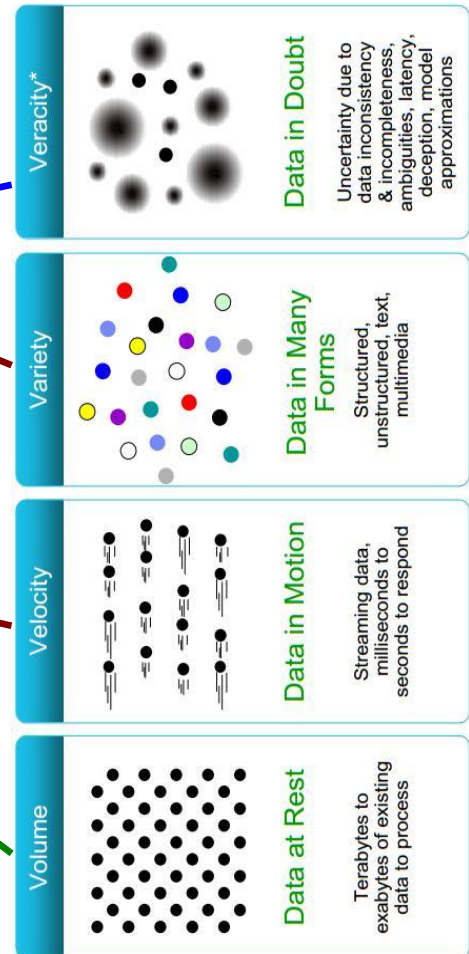 Volume
Data at Rest
Terabytes to
exabytes of existing
data to process
Velocity
Data in Motion
Streaming data,
milliseconds to
seconds to respond
Variety
Data in Many
Forms
Structured,
unstructured, text,
multimedia
Veracity*
Data in Doubt
Uncertainty due to
data inconsistency
& incompleteness,
ambiguities, latency,
deception, model
approximations